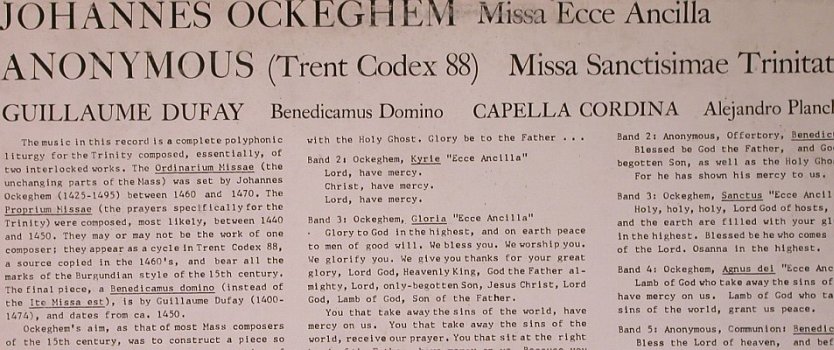 JOHANNES OCKEGHEM Missa Ecce Ancilla
ANONYMOUS (Trent Codex 88) Missa Sanctisimae Trinitat
GUILLAUME DUFAY Benedicamus Domino CAPELLA CORDINA Alejandro Planch
The music in this record is a complete polyphonic
liturgy for the Trinity composed, essentially, of
two interlocked works. The Ordinarium Missae (the
unchanging parts of the Mass) was set by Johannes
Ockeghem (1425-1495) between 1460 and 1470. The
Proprium Missae (the prayers specifically for the
Trinity) were composed, most likely, between 1440
and 1450. They may or may not be the work of one
composer; they appear as a cycle in Trent Codex 88,
a source copied in the 1460's, and bear all the
marks of the Burgundian style of the 15th century.
The final piece, a Benedicamus domino (instead of
the Ite Missa est), is by Guillaume Dufay (1400-
1474), and dates from ca. 1450.
Ockeghem's aim, as that of most Mass composers
of the 15th century, was to construct a piece so
with the Holy Ghost. Glory be to the Father ...
Band 2: Ockeghem, Kyrie "Ecce Ancilla"
Lord, have mercy.
Christ, have mercy.
Lord, have mercy.
Band 3: Ockeghem, Gloria "Ecce Ancilla"
Glory to God in the highest, and on earth peace
to men of good will. We bless you. We worship you.
We glorify you. We give you thanks for your great
glory, Lord God, Heavenly King, God the Father al-
mighty, Lord, only-begotten Son, Jesus Christ, Lord
God, Lamb of God, Son of the Father.
You that take away the sins of the world, have
mercy on us. You that take away the sins of the
world, receive our prayer. You that sit at the right
Band 2: Anonymous, Offertory, Benedic
Blessed be God the Father, and Go
begotten Son, as well as the Holy Gho
For he has shown his mercy to us.
Band 3: Ockeghem, Sanctus "Ecce Ancil
Holy, holy, holy, Lord God of hosts,
and the earth are filled with your gl
in the highest. Blessed be he who comes
of the Lord. Osanna in the highest.
Band 4: Ockeghem, Agnus dei "Ecce Anc
Lamb of God who take away the sins of
have mercy on us. Lamb of God who ta
sins of the world, grant us peace.
Band 5: Anonymous, Communion: Benedic
Bless the Lord of heaven, and bef